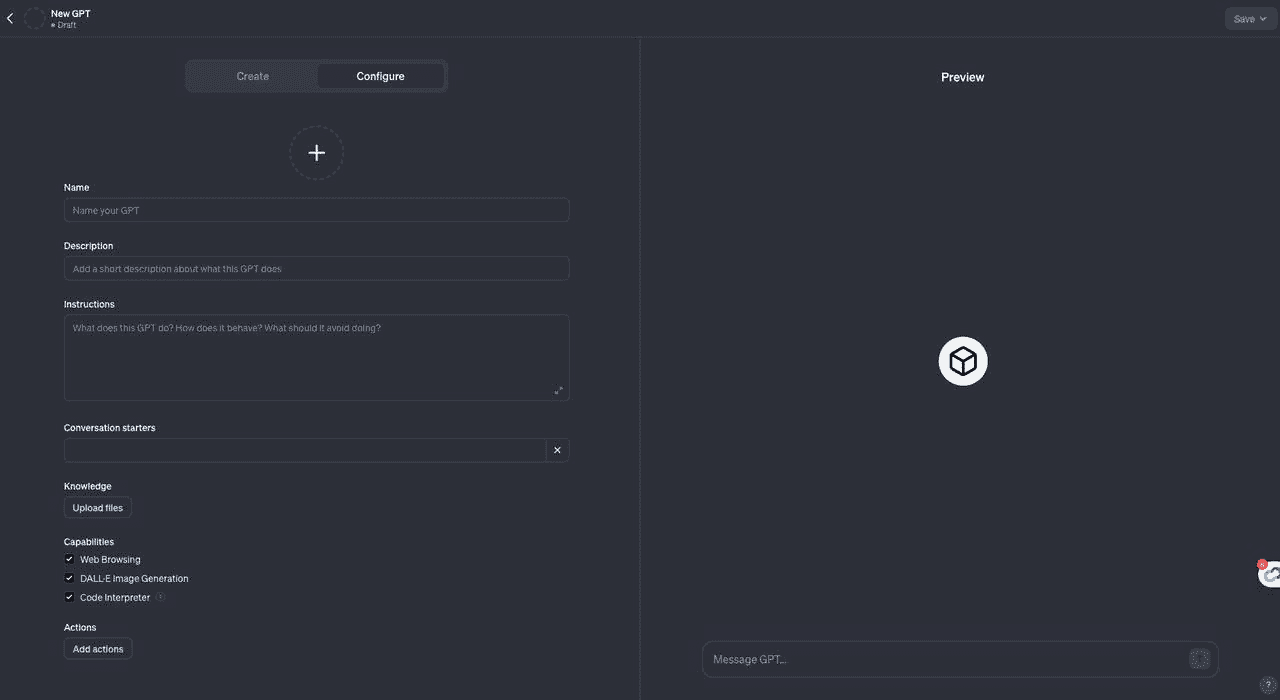 New GPT
Draft
Save
Create
Configure
Preview
Name
Name your GPT
Description
Add a short description about what this GPT does
Instructions
What does this GPT do? How does it behave? What should it avoid doing?
Conversation starters
Knowledge
Upload files
Capabilities
Web Browsing
DALL·E Image Generation
Code Interpreter ?
Actions
Add actions
Message GPT...
?